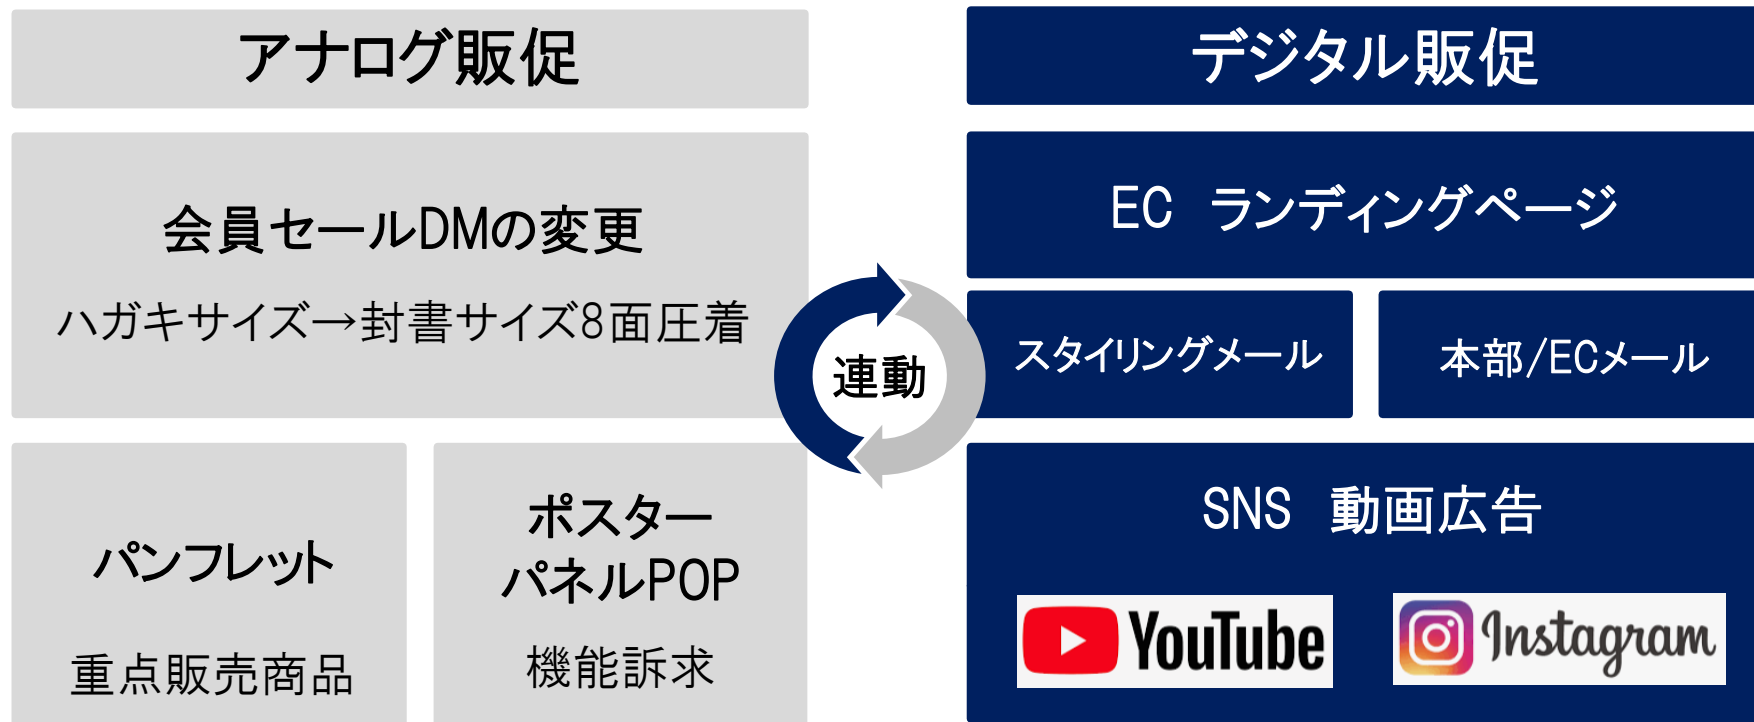 アナログ販促
会員セールDMの変更
ハガキサイズ→封書サイズ8面圧着
パンフレット
重点販売商品
ポスター
パネルPOP
機能訴求
連動
デジタル販促
EC ランディングページ
スタイリングメール
本部/ECメール
SNS 動画広告
YouTube
Instagram